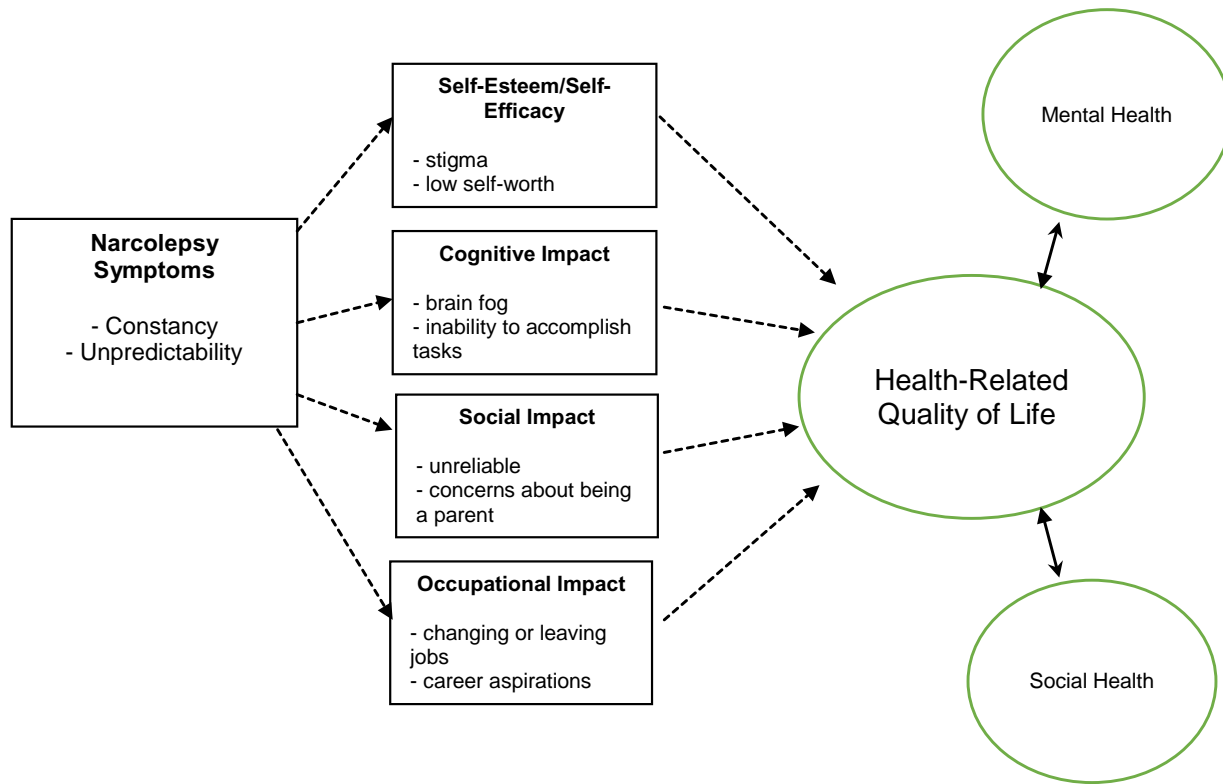 Narcolepsy
Symptoms
- Constancy
- Unpredictability
Self-Esteem/Self-
Efficacy
- stigma
- low self-worth
Cognitive Impact
- brain fog
- inability to accomplish
tasks
Social Impact
- unreliable
- concerns about being
a parent
Occupational Impact
- changing or leaving
jobs
- career aspirations
Health-Related
Quality of Life
Mental Health
Social Health